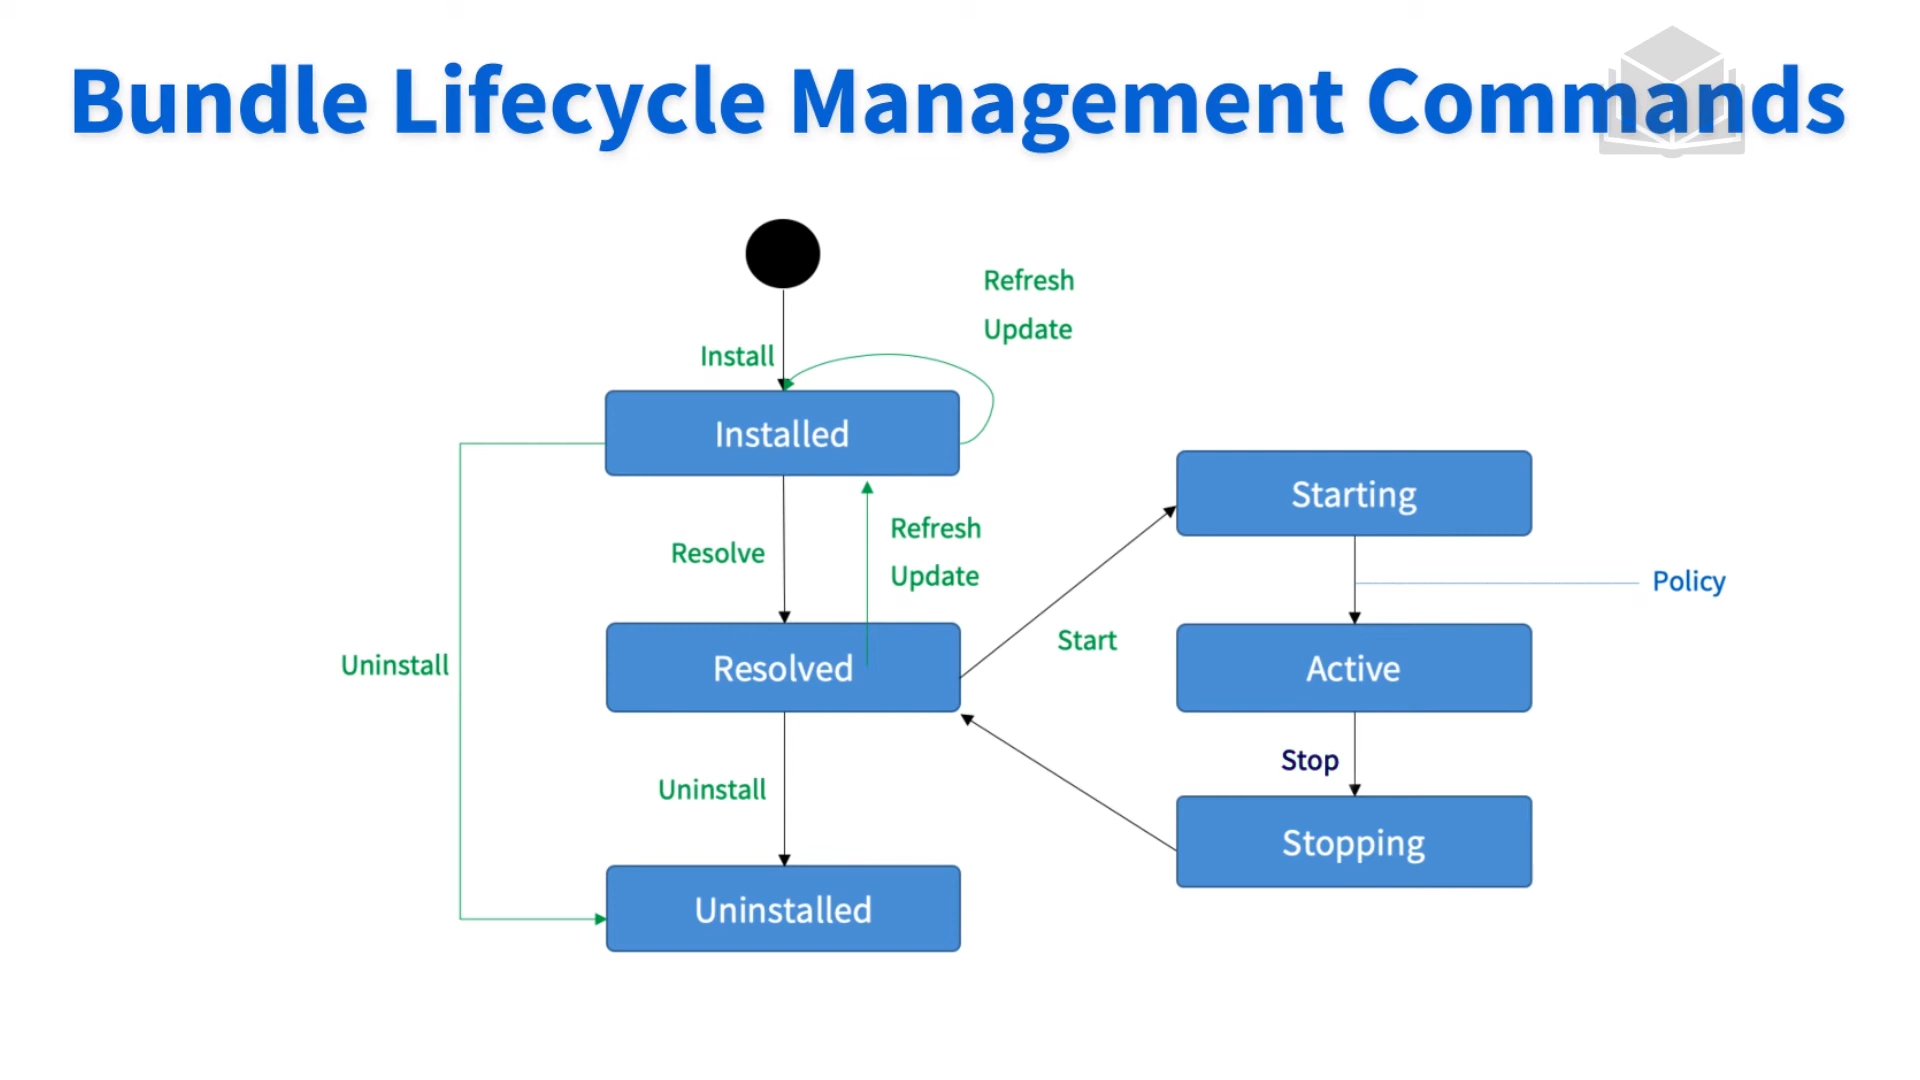 Bundle Lifecycle Management Commands
Refresh
Update
Install
Installed
Starting
Refresh
Resolve
Update
Policy
Start
Uninstall
Resolved
Active
Stop
Uninstall
Stopping
Uninstalled